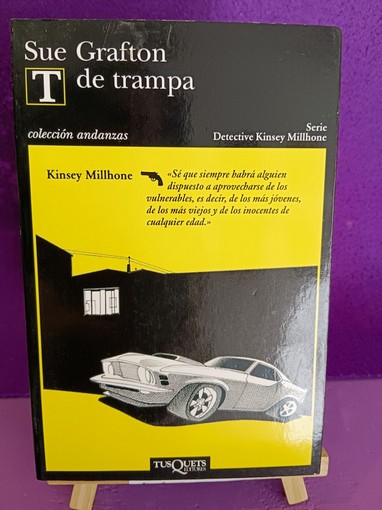 Sue Grafton
T de trampa
colección andanzas
Serie
Detective Kinsey Millhone
Kinsey Millhone
«Sé que siempre habrá alguien
dispuesto a aprovecharse de los
vulnerables, es decir, de los más jóvenes,
de los más viejos y de los inocentes de
cualquier edad.»
TUSQUETS
EDITORES